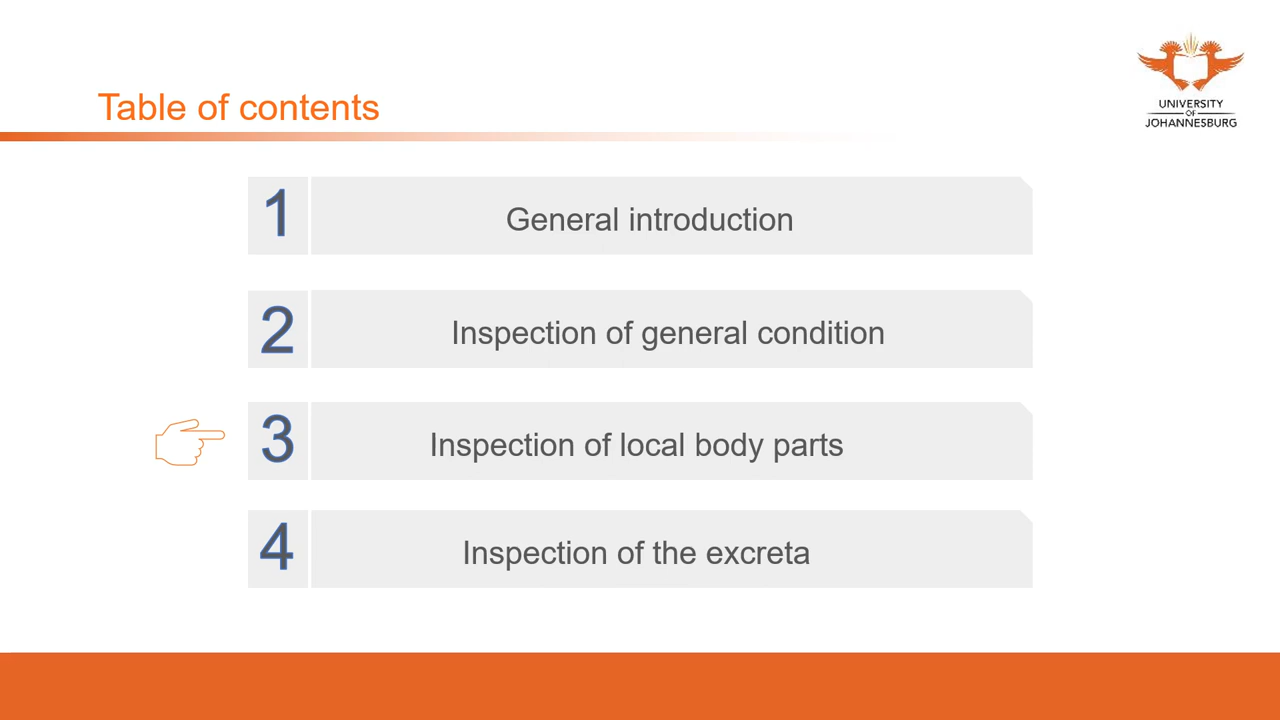 Table of contents
UNIVERSITY
OF
JOHANNESBURG
1 General introduction
2 Inspection of general condition
3 Inspection of local body parts
4 Inspection of the excreta